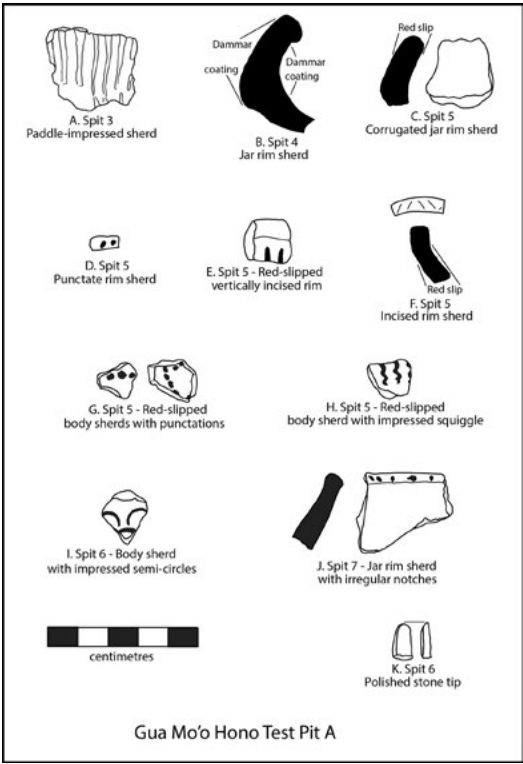 Dammar
coating
Dammar
coating
Red slip
A. Spit 3
Paddle-impressed sherd
B. Spit 4
Jar rim sherd
C. Spit 5
Corrugated jar rim sherd
D. Spit 5
Punctate rim sherd
E. Spit 5 - Red-slipped
vertically incised rim
Red slip
F. Spit 5
Incised rim sherd
G. Spit 5 - Red-slipped
body sherds with punctations
H. Spit 5 - Red-slipped
body sherd with impressed squiggle
I. Spit 6 - Body sherd
with impressed semi-circles
J. Spit 7 - Jar rim sherd
with irregular notches
centimetres
K. Spit 6
Polished stone tip
Gua Mo'o Hono Test Pit A